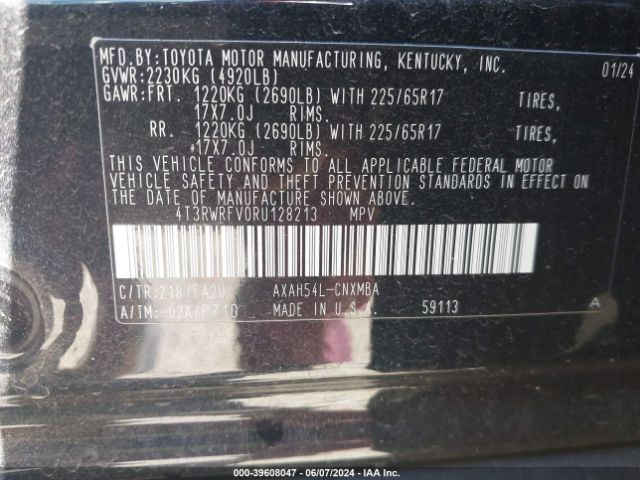 MFD.BY:TOYOTA MOTOR MANUFACTURING, KENTUCKY, INC. 01/24
GVWR:2230KG (4920LB)
GAWR:FRT. 1220KG (2690LB) WITH 225/65R17 TIRES,
17X7.0J RIMS.
RR. 1220KG (2690LB) WITH 225/65R17 TIRES,
17X7.0J RIMS.
THIS VEHICLE CONFORMS TO ALL APPLICABLE FEDERAL MOTOR
VEHICLE SAFETY AND THEFT PREVENTION STANDARDS IN EFFECT ON
THE DATE OF MANUFACTURE SHOWN ABOVE.
4T3RWRFV0RU128213 MPV
C/TR:218/FA20 AXAH54L-CNXMBA
A/TM:-02A/P710 MADE IN U.S.A. 59113 A
000-39608047 - 06/07/2024 - IAA Inc.